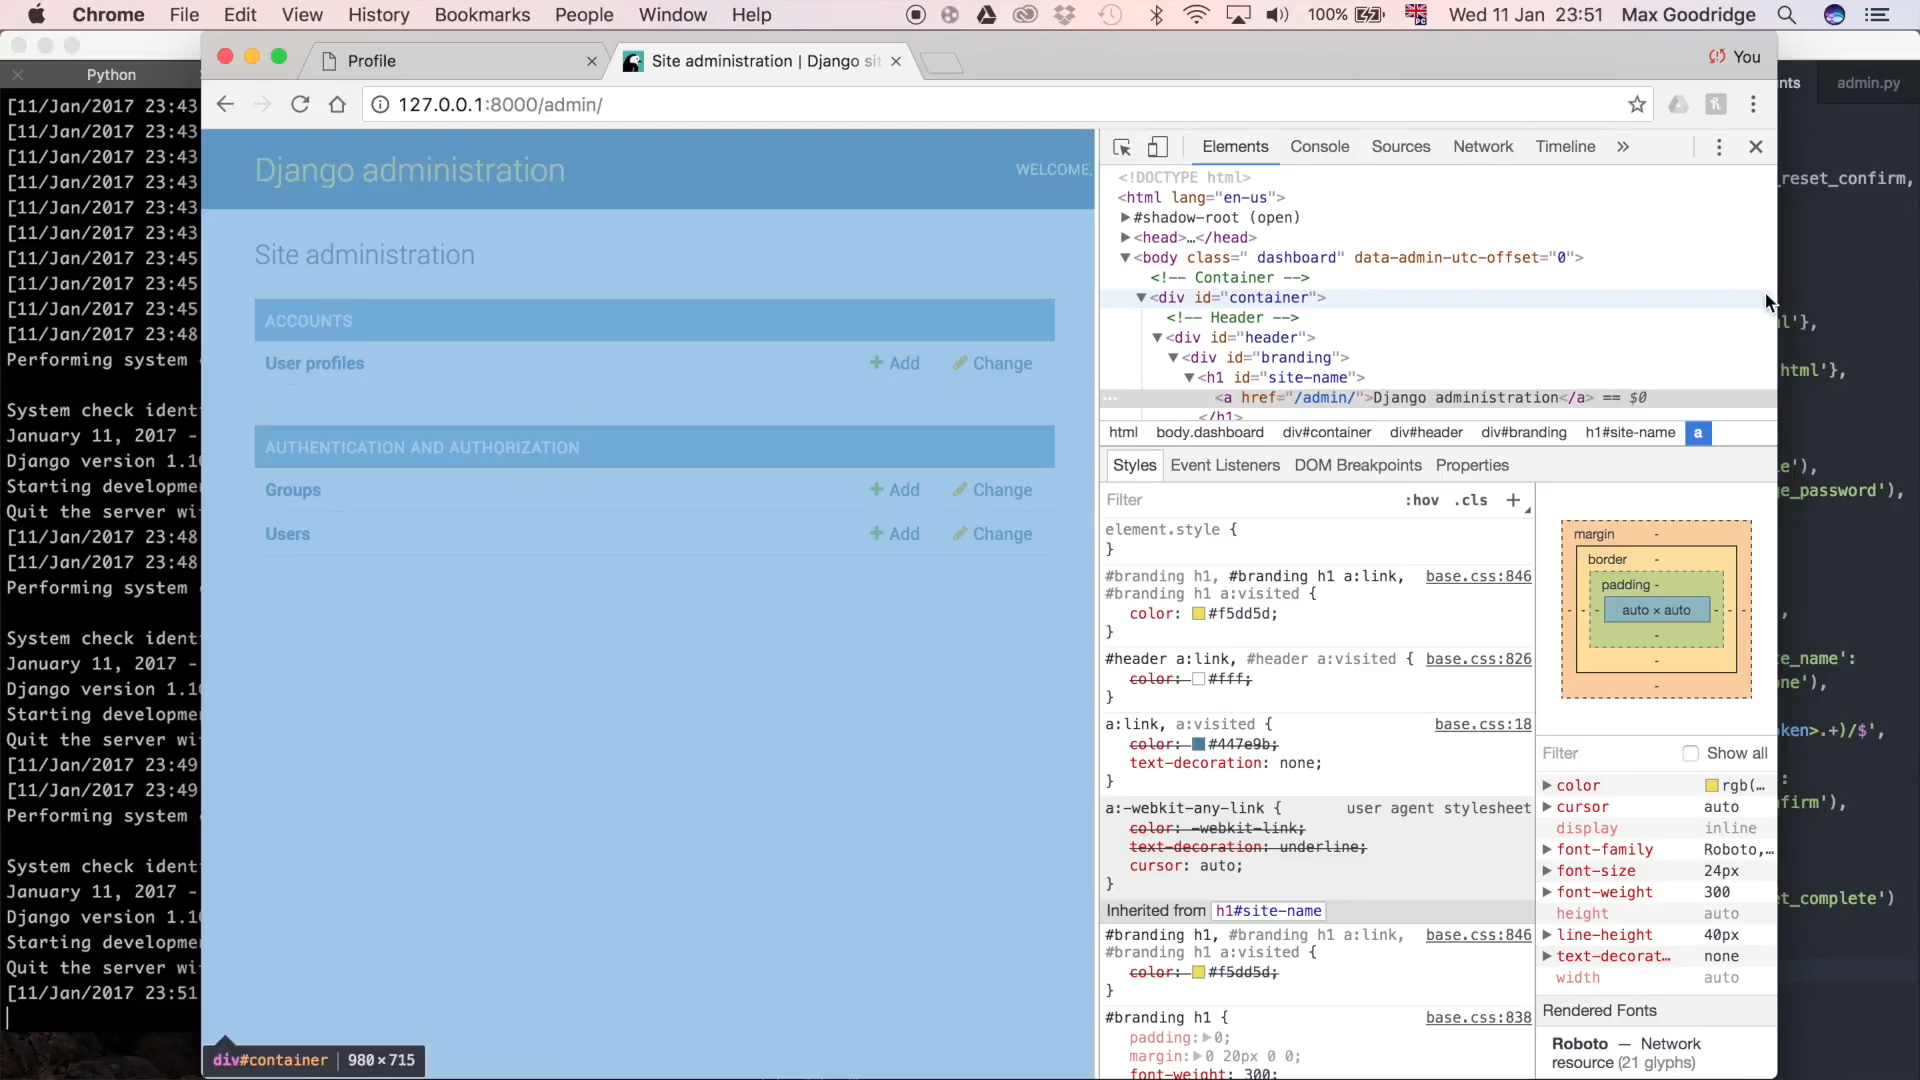 Chrome File Edit View History Bookmarks People Window Help 100% Wed 11 Jan 23:51 Max Goodridge
Python
Profile
Site administration | Django sit
You
nts
admin.py
127.0.0.1:8000/admin/
[11/Jan/2017 23:43
[11/Jan/2017 23:43
[11/Jan/2017 23:43
[11/Jan/2017 23:43
[11/Jan/2017 23:43
[11/Jan/2017 23:43
[11/Jan/2017 23:45
[11/Jan/2017 23:45
[11/Jan/2017 23:45
[11/Jan/2017 23:48
Performing system
System check ident
January 11, 2017 -
Django version 1.10
Starting developme
Quit the server wi
[11/Jan/2017 23:48
[11/Jan/2017 23:48
Performing system
System check ident
January 11, 2017 -
Django version 1.10
Starting developme
Quit the server wi
[11/Jan/2017 23:49
[11/Jan/2017 23:49
Performing system
System check ident
January 11, 2017 -
Django version 1.10
Starting developme
Quit the server wi
[11/Jan/2017 23:51
Django administration
WELCOME,
Site administration
ACCOUNTS
User profiles Add Change
AUTHENTICATION AND AUTHORIZATION
Groups Add Change
Users Add Change
div#container | 980×715
Elements Console Sources Network Timeline »
<!DOCTYPE html>
<html lang="en-us">
#shadow-root (open)
<head>…</head>
<body class=" dashboard" data-admin-utc-offset="0">
<!-- Container -->
<div id="container">
<!-- Header -->
<div id="header">
<div id="branding">
<h1 id="site-name">
<a href="/admin/">Django administration</a> == $0
</h1>
html body.dashboard div#container div#header div#branding h1#site-name a
Styles Event Listeners DOM Breakpoints Properties
Filter :hov .cls +
element.style {
}
#branding h1, #branding h1 a:link, base.css:846
#branding h1 a:visited {
color: #f5dd5d;
}
#header a:link, #header a:visited { base.css:826
color: #fff;
}
a:link, a:visited { base.css:18
color: #447e9b;
text-decoration: none;
}
a:-webkit-any-link { user agent stylesheet
color: -webkit-link;
text-decoration: underline;
cursor: auto;
}
Inherited from h1#site-name
#branding h1, #branding h1 a:link, base.css:846
#branding h1 a:visited {
color: #f5dd5d;
}
#branding h1 { base.css:838
padding: 0;
margin: 0 20px 0 0;
font-weight: 300;
margin -
border -
padding -
- - - auto × auto - - -
-
-
-
Filter Show all
color rgb(…
cursor auto
display inline
font-family Roboto,…
font-size 24px
font-weight 300
height auto
line-height 40px
text-decorat… none
width auto
Rendered Fonts
Roboto — Network
resource (21 glyphs)
_reset_confirm,
l'},
html'},
e'),
e_password'),
,
e_name':
ne'),
ken>.+)/$',
:
firm'),
et_complete')